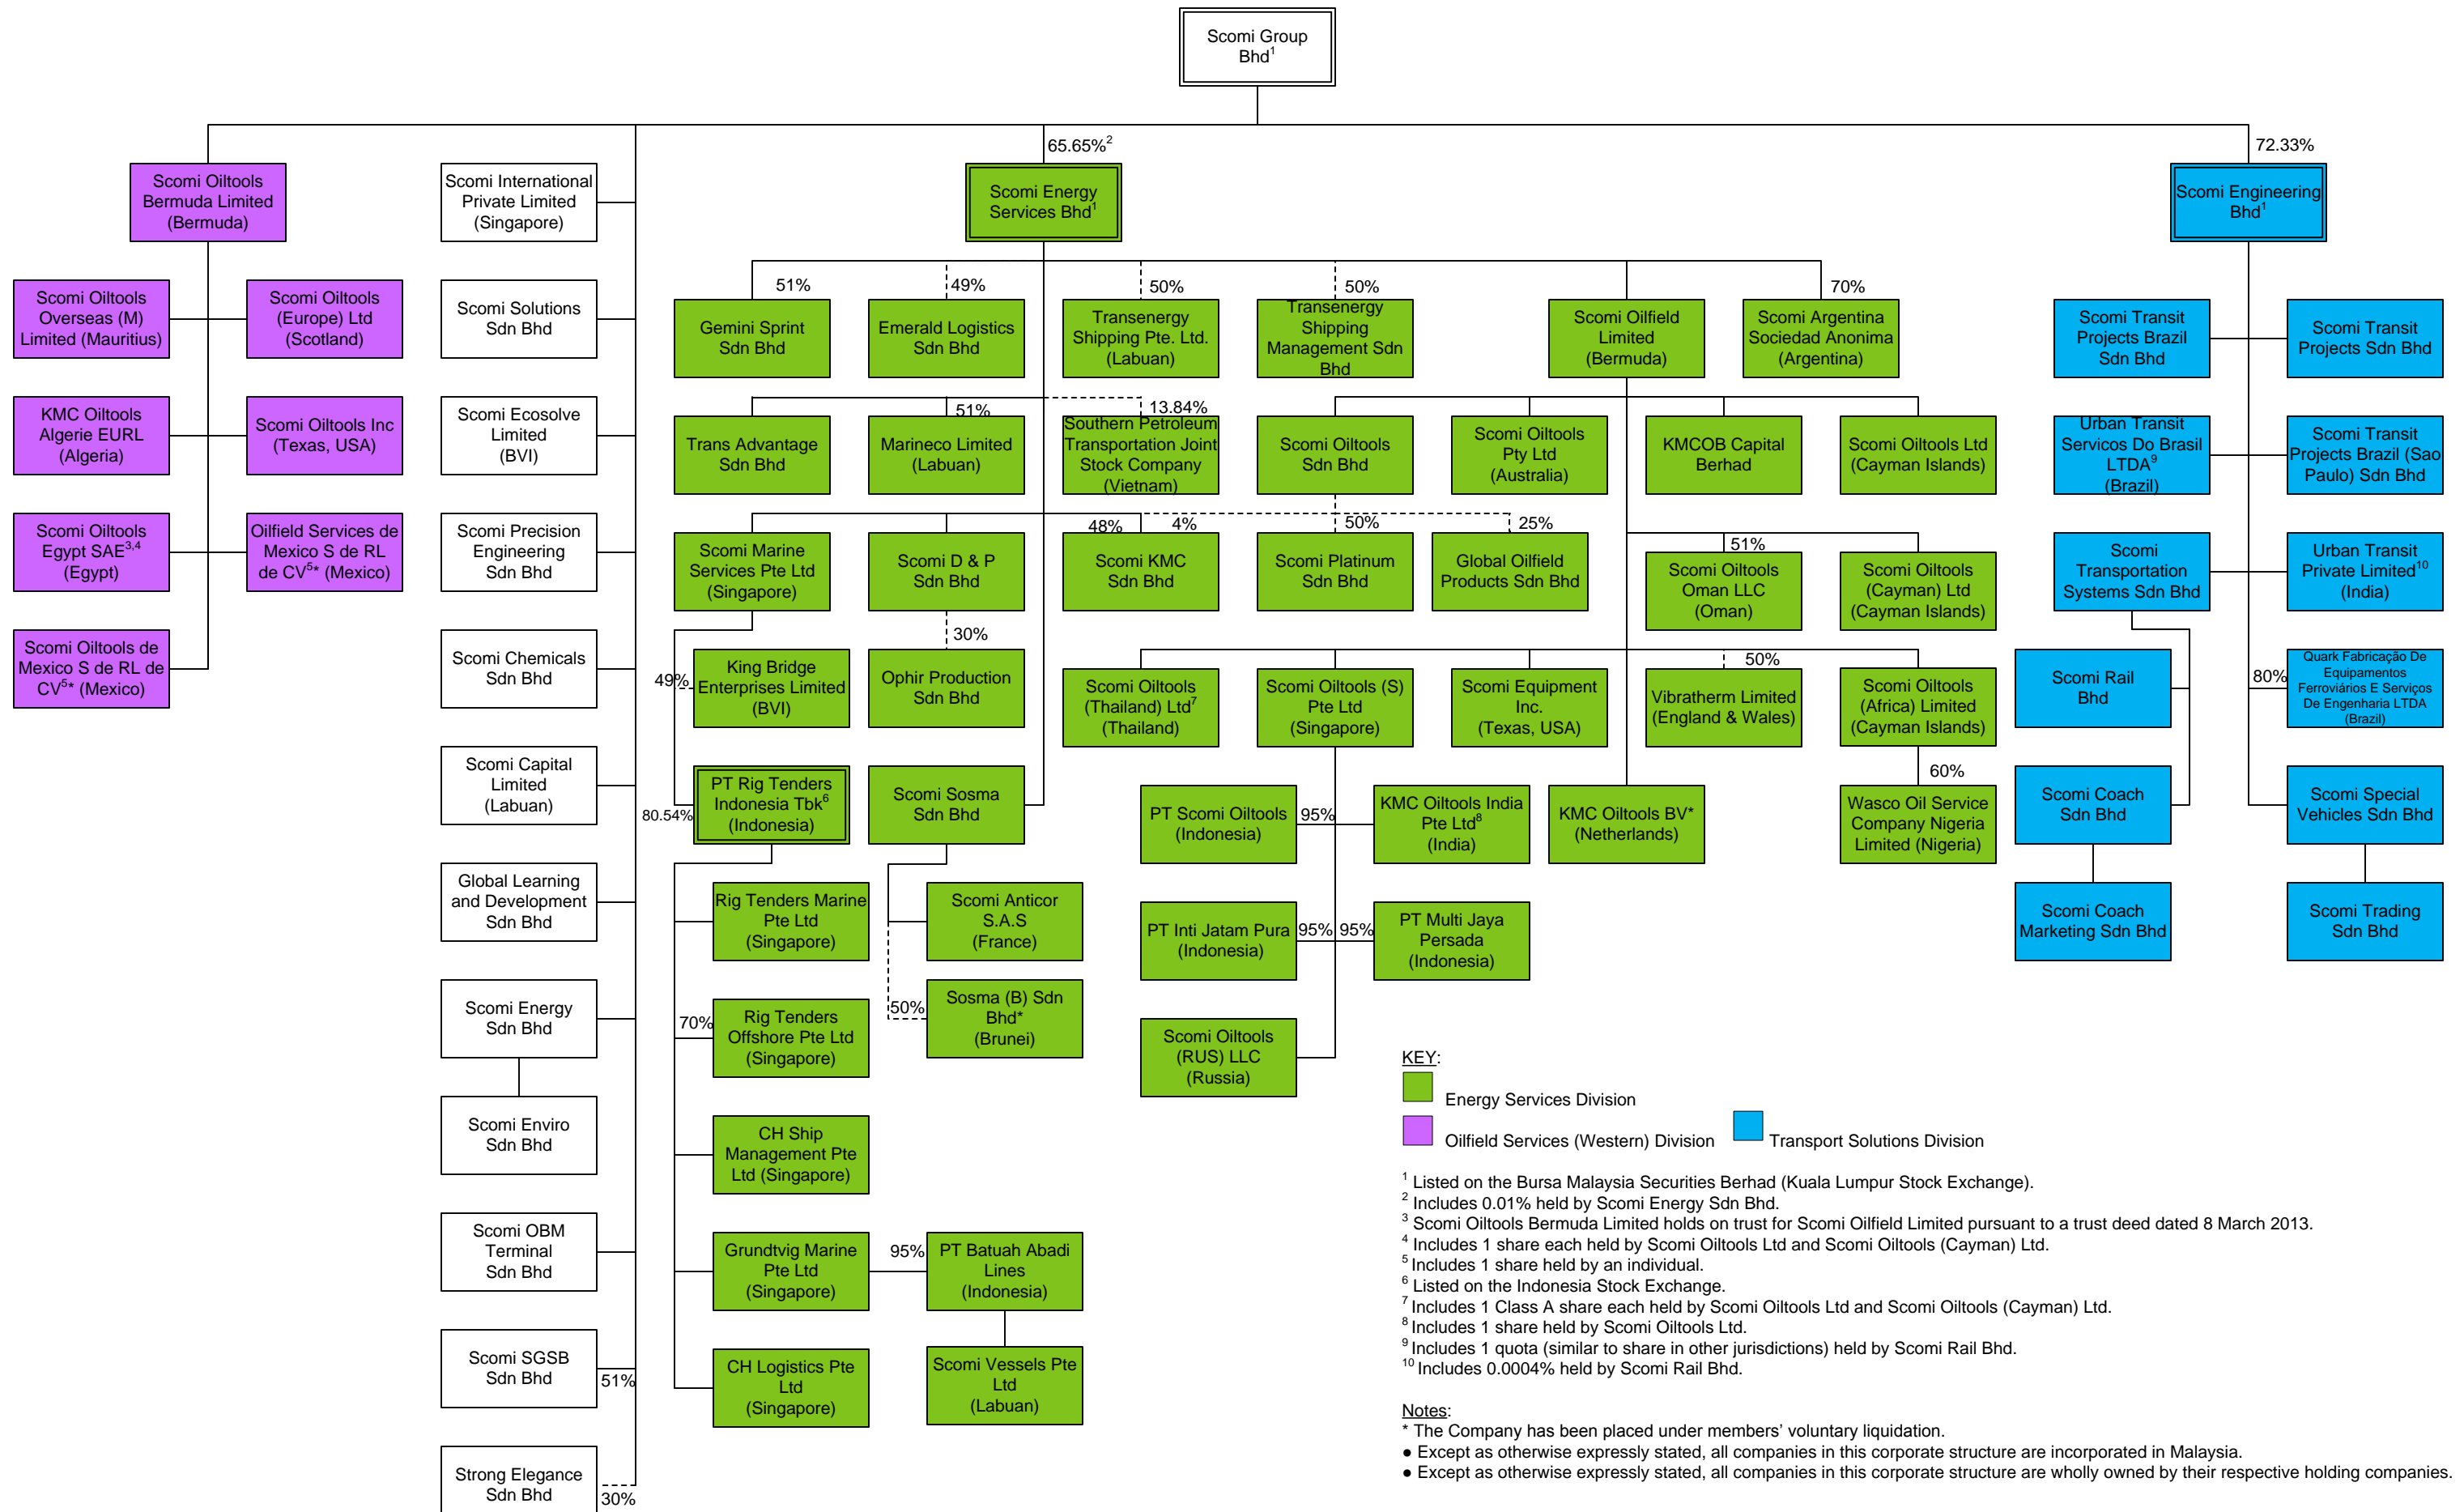 Scomi Group
Bhd1
65.65%2
72.33%
Scomi Oiltools
Bermuda Limited
(Bermuda)
Scomi International
Private Limited
(Singapore)
Scomi Energy
Services Bhd1
Scomi Engineering
Bhd1
Scomi Oiltools
Overseas (M)
Limited (Mauritius)
Scomi Oiltools
(Europe) Ltd
(Scotland)
Scomi Solutions
Sdn Bhd
51%
Gemini Sprint
Sdn Bhd
49%
Emerald Logistics
Sdn Bhd
50%
Transenergy
Shipping Pte. Ltd.
(Labuan)
50%
Transenergy
Shipping
Management Sdn
Bhd
Scomi Oilfield
Limited
(Bermuda)
70%
Scomi Argentina
Sociedad Anonima
(Argentina)
Scomi Transit
Projects Brazil
Sdn Bhd
Scomi Transit
Projects Sdn Bhd
KMC Oiltools
Algerie EURL
(Algeria)
Scomi Oiltools Inc
(Texas, USA)
Scomi Ecosolve
Limited
(BVI)
Trans Advantage
Sdn Bhd
51%
Marineco Limited
(Labuan)
13.84%
Southern Petroleum
Transportation Joint
Stock Company
(Vietnam)
Scomi Oiltools
Sdn Bhd
Scomi Oiltools
Pty Ltd
(Australia)
KMCOB Capital
Berhad
Scomi Oiltools Ltd
(Cayman Islands)
Urban Transit
Servicos Do Brasil
LTDA9
(Brazil)
Scomi Transit
Projects Brazil (Sao
Paulo) Sdn Bhd
Scomi Oiltools
Egypt SAE3,4
(Egypt)
Oilfield Services de
Mexico S de RL
de CV5* (Mexico)
Scomi Precision
Engineering
Sdn Bhd
Scomi Marine
Services Pte Ltd
(Singapore)
Scomi D & P
Sdn Bhd
48%
4%
Scomi KMC
Sdn Bhd
50%
Scomi Platinum
Sdn Bhd
25%
Global Oilfield
Products Sdn Bhd
51%
Scomi Oiltools
Oman LLC
(Oman)
Scomi Oiltools
(Cayman) Ltd
(Cayman Islands)
Scomi
Transportation
Systems Sdn Bhd
Urban Transit
Private Limited10
(India)
Scomi Oiltools de
Mexico S de RL de
CV5* (Mexico)
Scomi Chemicals
Sdn Bhd
49%
King Bridge
Enterprises Limited
(BVI)
30%
Ophir Production
Sdn Bhd
Scomi Oiltools
(Thailand) Ltd7
(Thailand)
Scomi Oiltools (S)
Pte Ltd
(Singapore)
Scomi Equipment
Inc.
(Texas, USA)
50%
Vibratherm Limited
(England & Wales)
Scomi Oiltools
(Africa) Limited
(Cayman Islands)
Scomi Rail
Bhd
80%
Quark Fabricação De
Equipamentos
Ferroviários E Serviços
De Engenharia LTDA
(Brazil)
Scomi Capital
Limited
(Labuan)
80.54%
PT Rig Tenders
Indonesia Tbk6
(Indonesia)
Scomi Sosma
Sdn Bhd
PT Scomi Oiltools
(Indonesia)
95%
KMC Oiltools India
Pte Ltd8
(India)
KMC Oiltools BV*
(Netherlands)
60%
Wasco Oil Service
Company Nigeria
Limited (Nigeria)
Scomi Coach
Sdn Bhd
Scomi Special
Vehicles Sdn Bhd
Global Learning
and Development
Sdn Bhd
Rig Tenders Marine
Pte Ltd
(Singapore)
Scomi Anticor
S.A.S
(France)
PT Inti Jatam Pura
(Indonesia)
95%
95%
PT Multi Jaya
Persada
(Indonesia)
Scomi Coach
Marketing Sdn Bhd
Scomi Trading
Sdn Bhd
Scomi Energy
Sdn Bhd
70%
Rig Tenders
Offshore Pte Ltd
(Singapore)
50%
Sosma (B) Sdn
Bhd*
(Brunei)
Scomi Oiltools
(RUS) LLC
(Russia)
Scomi Enviro
Sdn Bhd
CH Ship
Management Pte
Ltd (Singapore)
Scomi OBM
Terminal
Sdn Bhd
Grundtvig Marine
Pte Ltd
(Singapore)
95%
PT Batuah Abadi
Lines
(Indonesia)
Scomi SGSB
Sdn Bhd
51%
CH Logistics Pte
Ltd
(Singapore)
Scomi Vessels Pte
Ltd
(Labuan)
Strong Elegance
Sdn Bhd
30%
KEY:
Energy Services Division
Oilfield Services (Western) Division
Transport Solutions Division
1 Listed on the Bursa Malaysia Securities Berhad (Kuala Lumpur Stock Exchange).
2 Includes 0.01% held by Scomi Energy Sdn Bhd.
3 Scomi Oiltools Bermuda Limited holds on trust for Scomi Oilfield Limited pursuant to a trust deed dated 8 March 2013.
4 Includes 1 share each held by Scomi Oiltools Ltd and Scomi Oiltools (Cayman) Ltd.
5 Includes 1 share held by an individual.
6 Listed on the Indonesia Stock Exchange.
7 Includes 1 Class A share each held by Scomi Oiltools Ltd and Scomi Oiltools (Cayman) Ltd.
8 Includes 1 share held by Scomi Oiltools Ltd.
9 Includes 1 quota (similar to share in other jurisdictions) held by Scomi Rail Bhd.
10 Includes 0.0004% held by Scomi Rail Bhd.
Notes:
* The Company has been placed under members’ voluntary liquidation.
● Except as otherwise expressly stated, all companies in this corporate structure are incorporated in Malaysia.
● Except as otherwise expressly stated, all companies in this corporate structure are wholly owned by their respective holding companies.